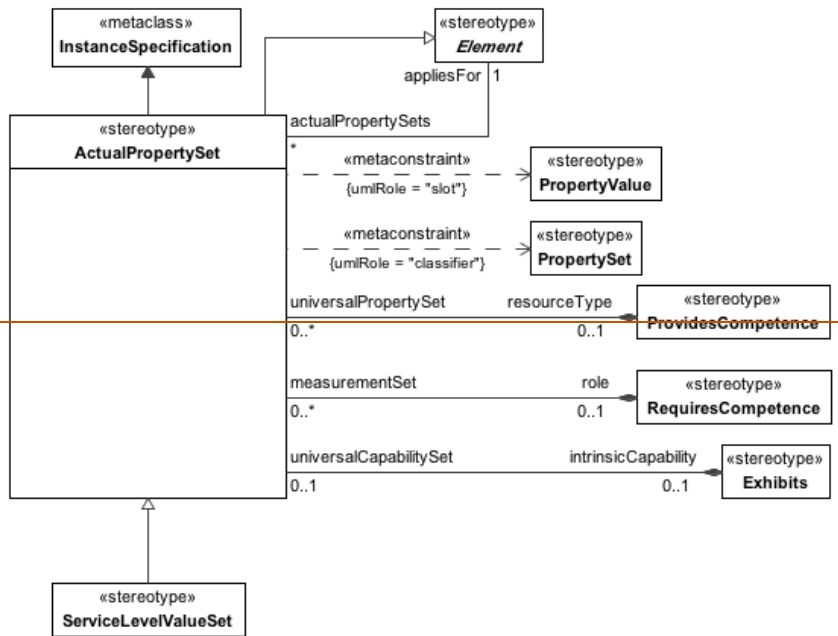 «metaclass»
InstanceSpecification
«stereotype»
Element
appliesFor 1
«stereotype»
ActualPropertySet
actualPropertySets
*
«metaconstraint»
{umlRole = "slot"}
«stereotype»
PropertyValue
«metaconstraint»
{umlRole = "classifier"}
«stereotype»
PropertySet
universalPropertySet resourceType
0..* 0..1
«stereotype»
ProvidesCompetence
measurementSet role
0..* 0..1
«stereotype»
RequiresCompetence
universalCapabilitySet intrinsicCapability
0..1 0..1
«stereotype»
Exhibits
«stereotype»
ServiceLevelValueSet